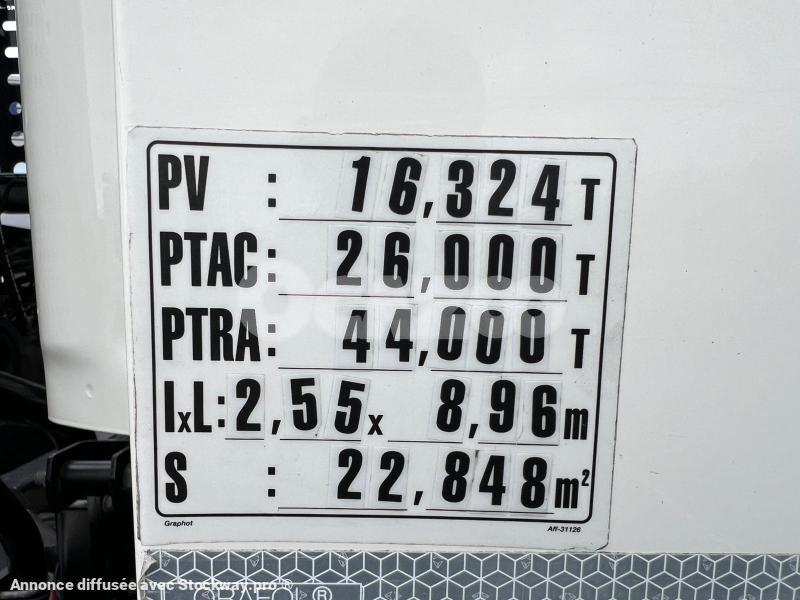 PV : 16,324 T
PTAC: 26,000 T
PTRA: 44,000 T
lxL: 2,55 x 8,96 m
S : 22,848 m²
Graphot Aff-31126
Annonce diffusée avec Stockway.pro ®
®